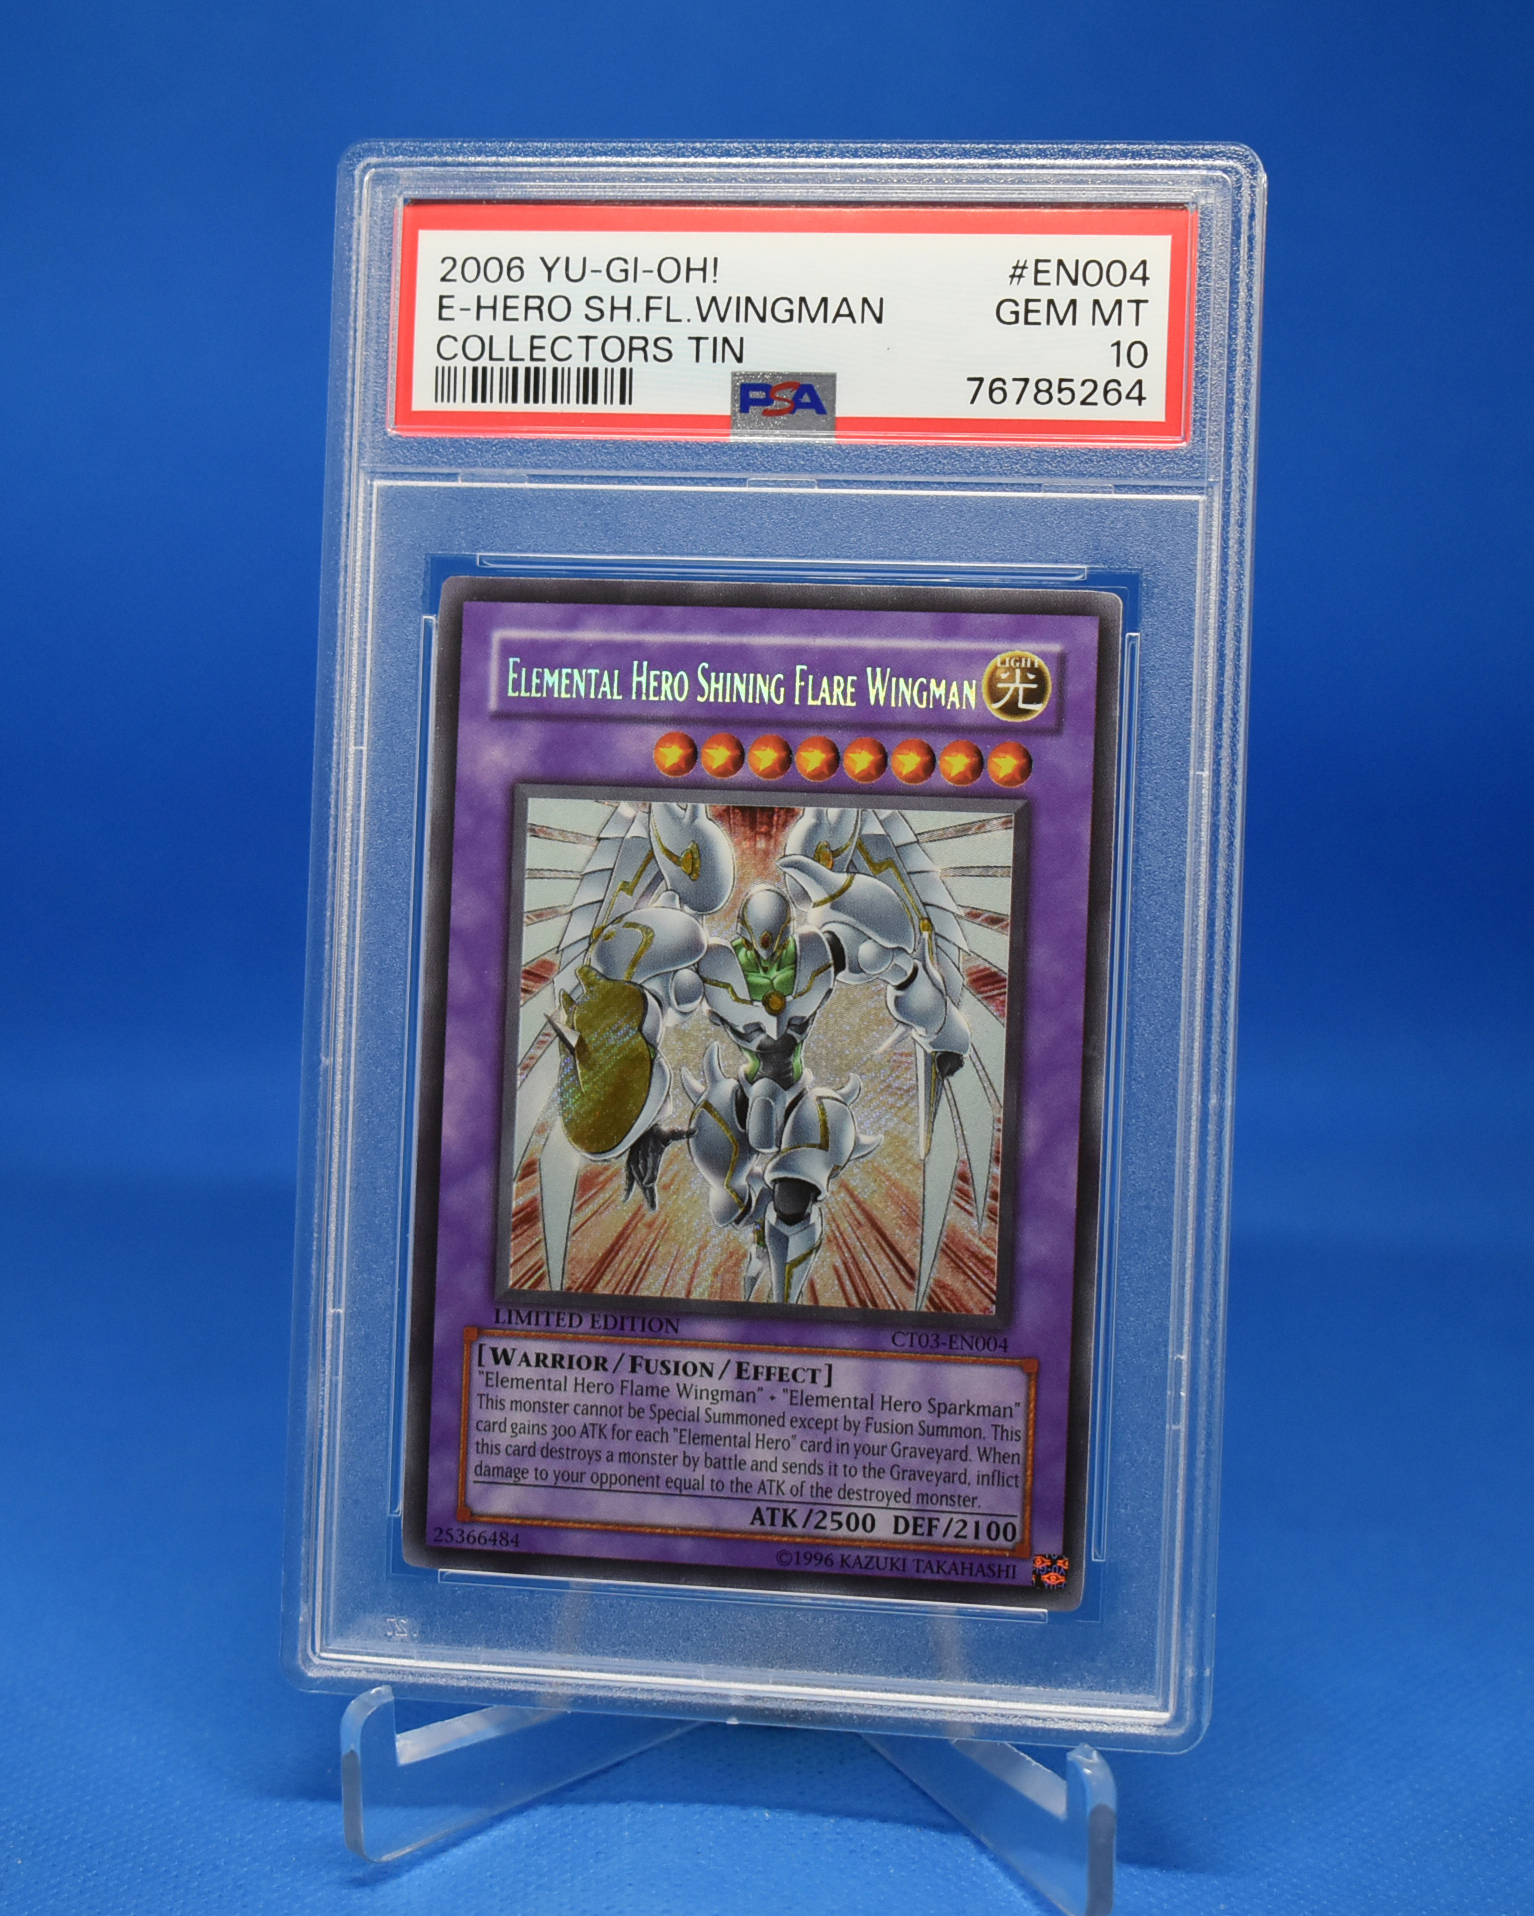 2006 YU-GI-OH! #EN004
E-HERO SH.FL.WINGMAN GEM MT
COLLECTORS TIN 10
PSA 76785264
ELEMENTAL HERO SHINING FLARE WINGMAN
LIGHT
光
LIMITED EDITION CT03-EN004
[WARRIOR/FUSION/EFFECT]
"Elemental Hero Flame Wingman" + "Elemental Hero Sparkman"
This monster cannot be Special Summoned except by Fusion Summon. This
card gains 300 ATK for each "Elemental Hero" card in your Graveyard. When
this card destroys a monster by battle and sends it to the Graveyard, inflict
damage to your opponent equal to the ATK of the destroyed monster.
ATK/2500 DEF/2100
25366484 ©1996 KAZUKI TAKAHASHI